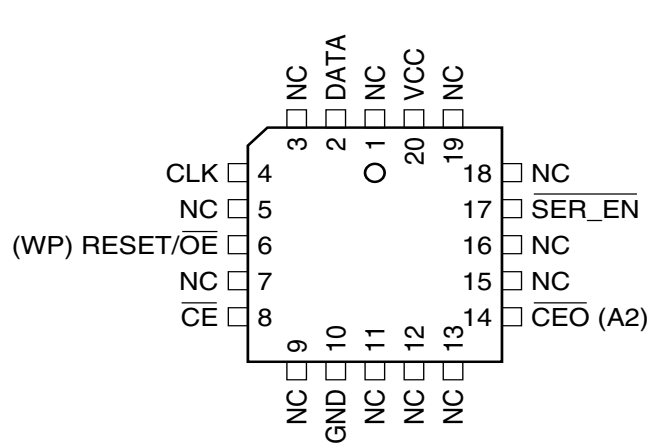 NC
DATA
NC
VCC
NC
3
2
1
20
19
CLK
4
18
NC
NC
5
17
SER_EN
(WP) RESET/OE
6
16
NC
NC
7
15
NC
CE
8
14
CEO (A2)
9
10
11
12
13
NC
GND
NC
NC
NC